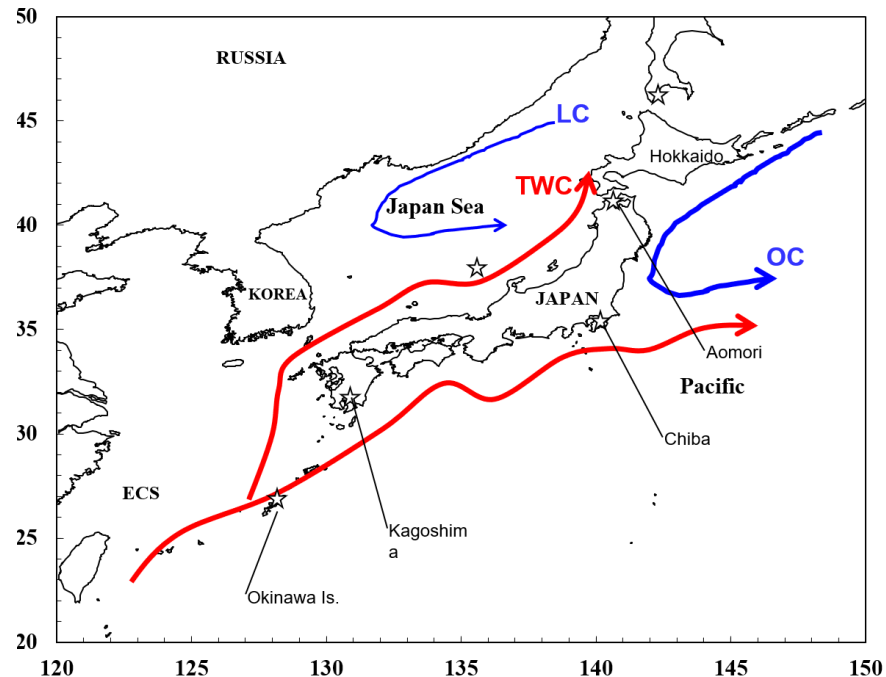 50
RUSSIA
45
LC
Hokkaido
TWC
Japan Sea
40
OC
KOREA
JAPAN
35
Aomori
Pacific
Chiba
30
ECS
Kagoshim
a
25
Okinawa Is.
20
120
125
130
135
140
145
150